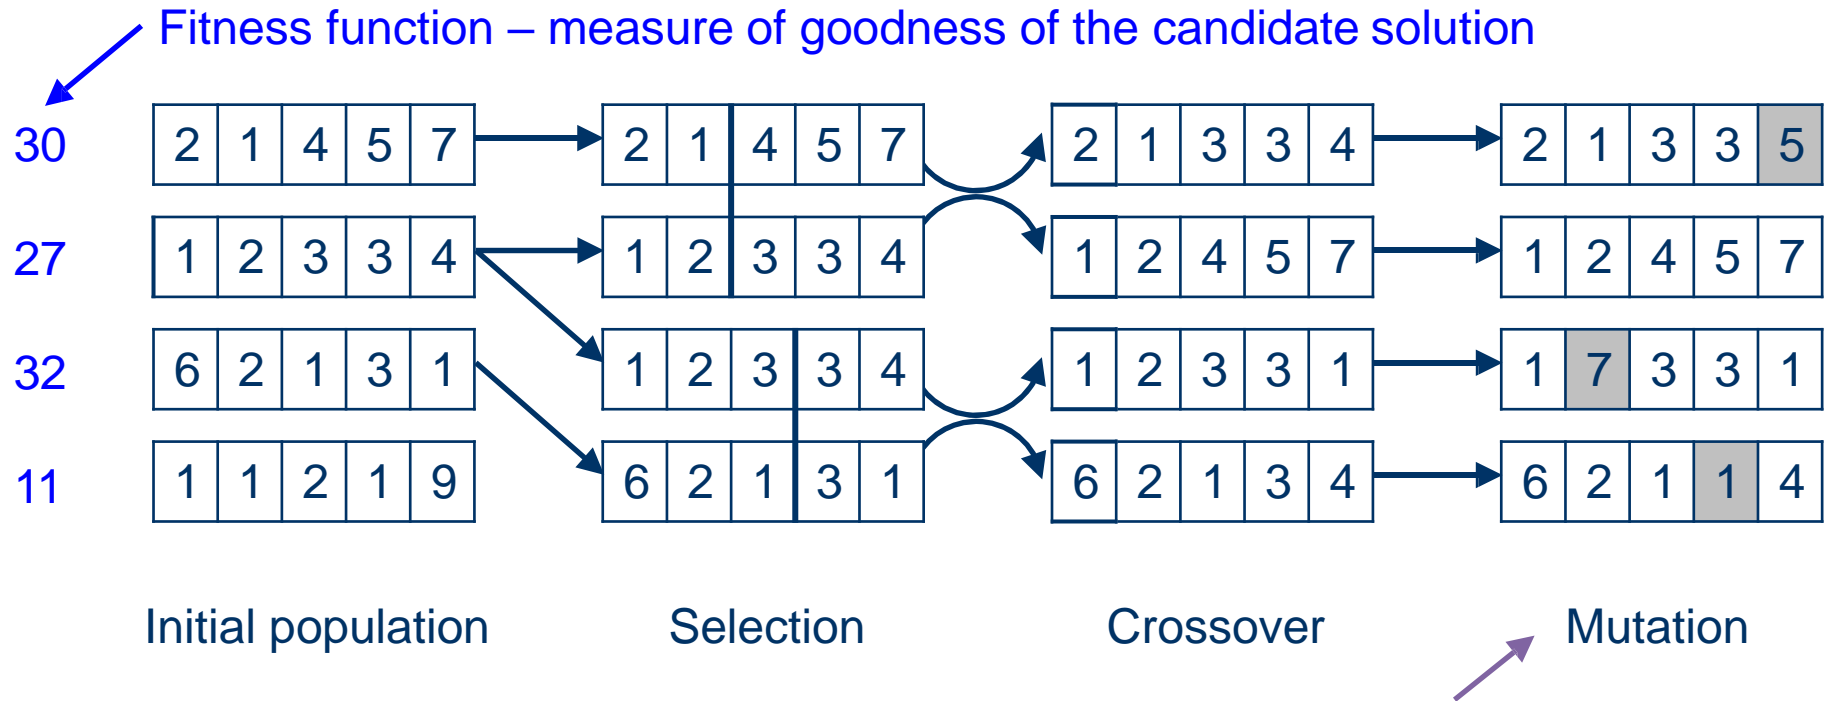 Fitness function – measure of goodness of the candidate solution
30 2 1 4 5 7 2 1 4 5 7 2 1 3 3 4 2 1 3 3 5
27 1 2 3 3 4 1 2 3 3 4 1 2 4 5 7 1 2 4 5 7
32 6 2 1 3 1 1 2 3 3 4 1 2 3 3 1 1 7 3 3 1
11 1 1 2 1 9 6 2 1 3 1 6 2 1 3 4 6 2 1 1 4
Initial population Selection Crossover Mutation